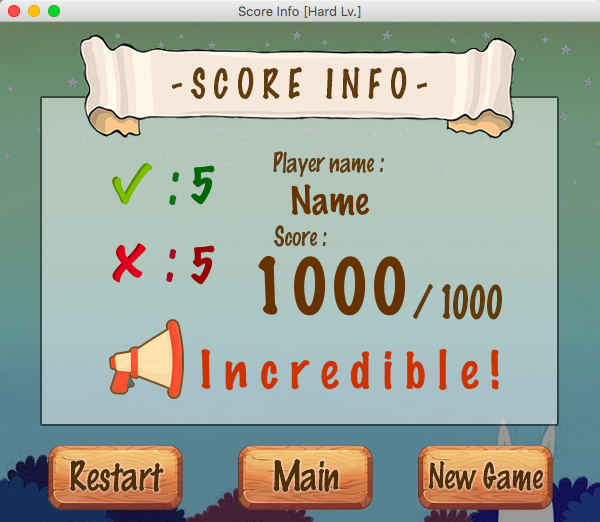 Score Info [Hard Lv.]
-SCORE INFO-
: 5
: 5
Player name :
Name
Score :
1000 / 1000
Incredible!
Restart
Main
New Game